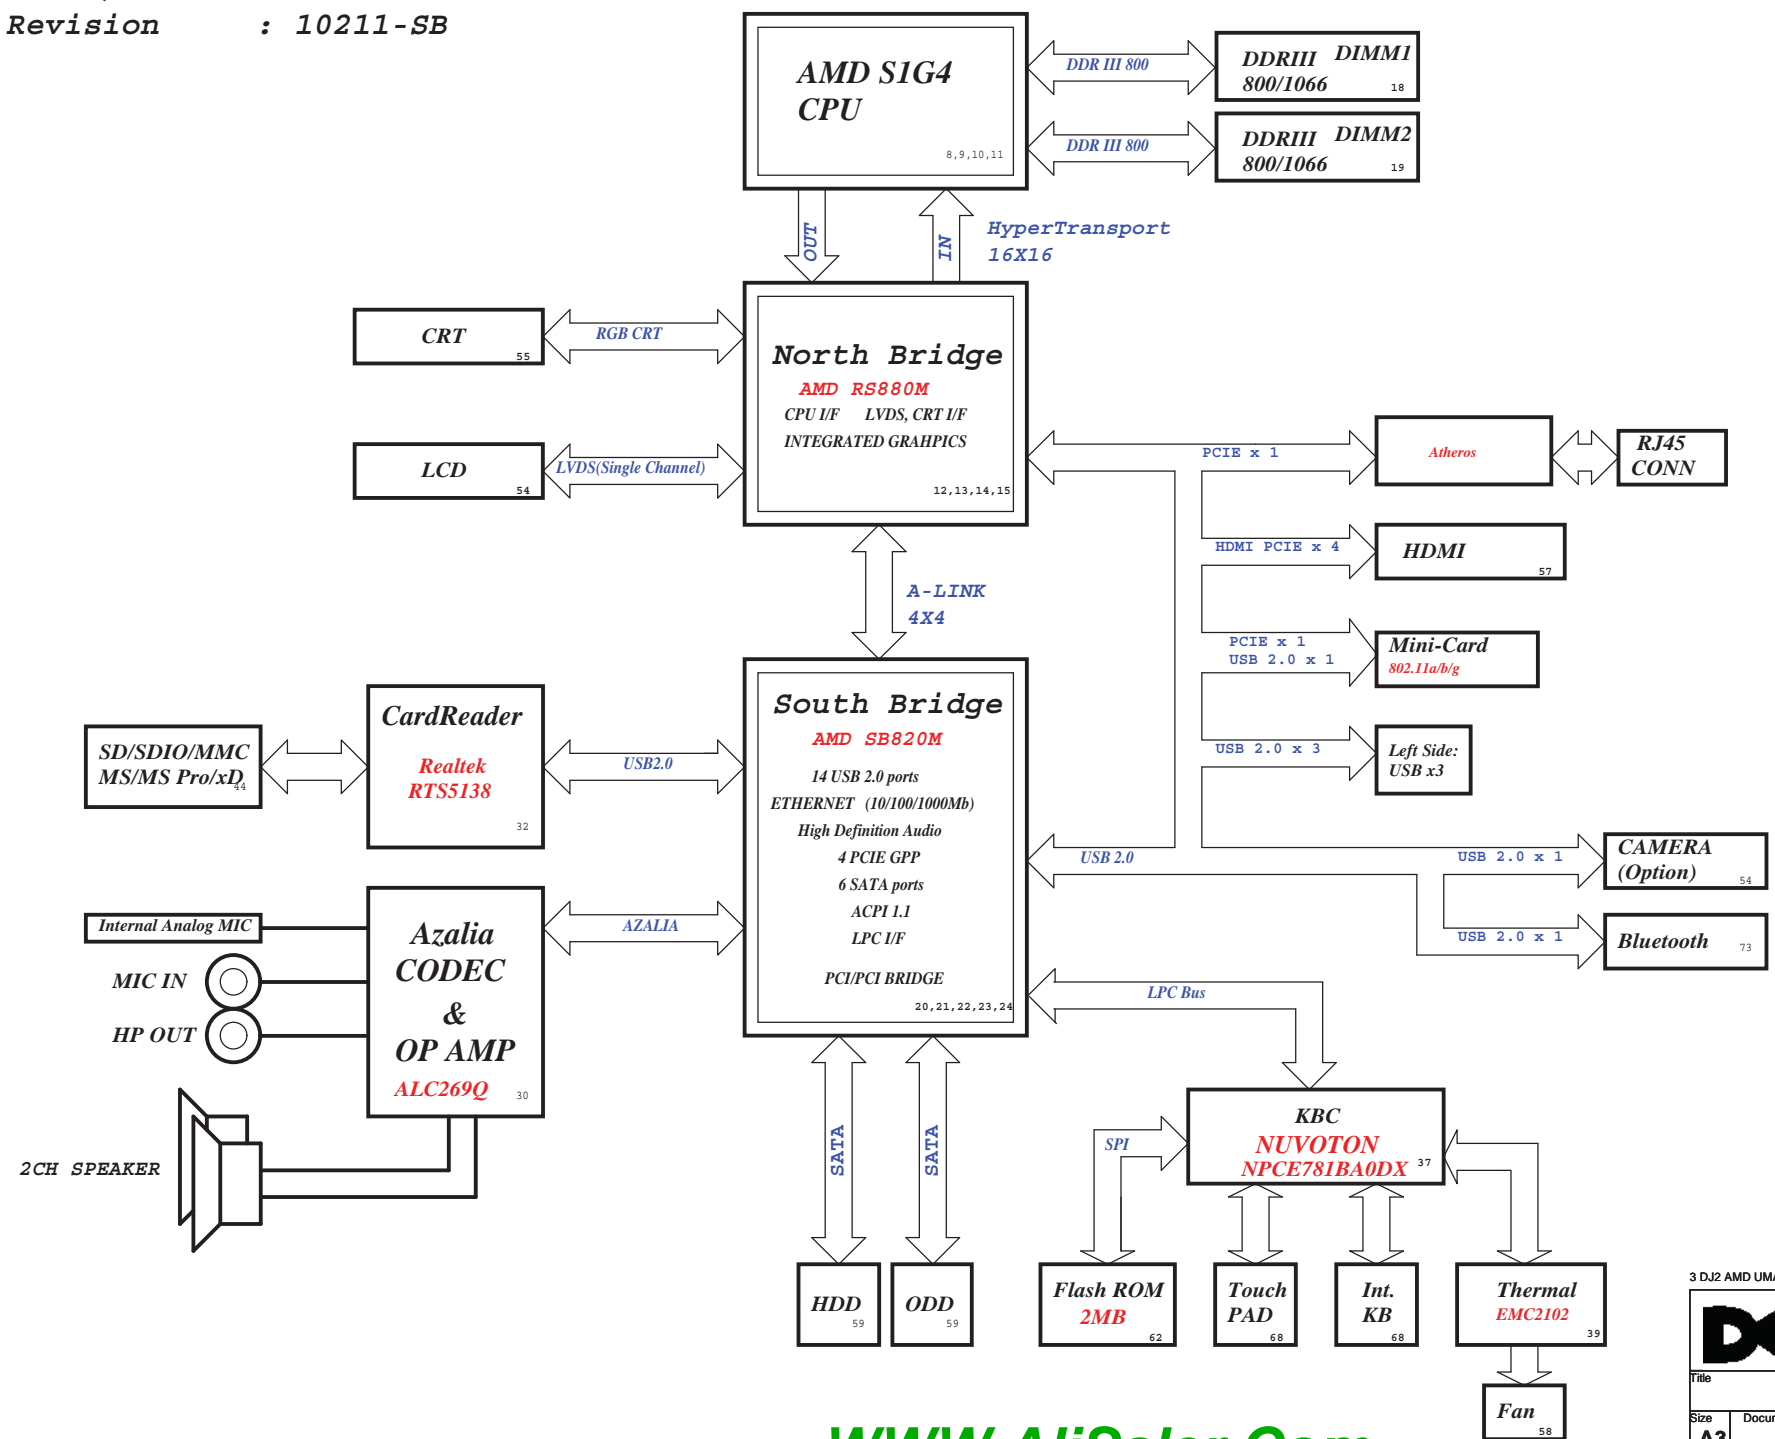 Revision : 10211-SB
AMD S1G4
CPU
8,9,10,11
DDR III 800
DDRIII DIMM1
800/1066
18
DDR III 800
DDRIII DIMM2
800/1066
19
OUT
IN
HyperTransport
16X16
CRT
55
RGB CRT
North Bridge
AMD RS880M
CPU I/F LVDS, CRT I/F
INTEGRATED GRAHPICS
12,13,14,15
LCD
54
LVDS(Single Channel)
PCIE x 1
Atheros
RJ45
CONN
HDMI PCIE x 4
HDMI
57
A-LINK
4X4
PCIE x 1
USB 2.0 x 1
Mini-Card
802.11a/b/g
USB 2.0 x 3
Left Side:
USB x3
SD/SDIO/MMC
MS/MS Pro/xD
44
CardReader
Realtek
RTS5138
32
USB2.0
South Bridge
AMD SB820M
14 USB 2.0 ports
ETHERNET (10/100/1000Mb)
High Definition Audio
4 PCIE GPP
6 SATA ports
ACPI 1.1
LPC I/F
PCI/PCI BRIDGE
20,21,22,23,24
USB 2.0
USB 2.0 x 1
CAMERA
(Option)
54
USB 2.0 x 1
Bluetooth
73
Internal Analog MIC
MIC IN
HP OUT
2CH SPEAKER
Azalia
CODEC
&
OP AMP
ALC269Q
30
AZALIA
LPC Bus
SATA
SATA
HDD
59
ODD
59
SPI
KBC
NUVOTON
NPCE781BA0DX
37
Flash ROM
2MB
62
Touch
PAD
68
Int.
KB
68
Thermal
EMC2102
39
Fan
58
3 DJ2 AMD UMA
Title
Size
A3